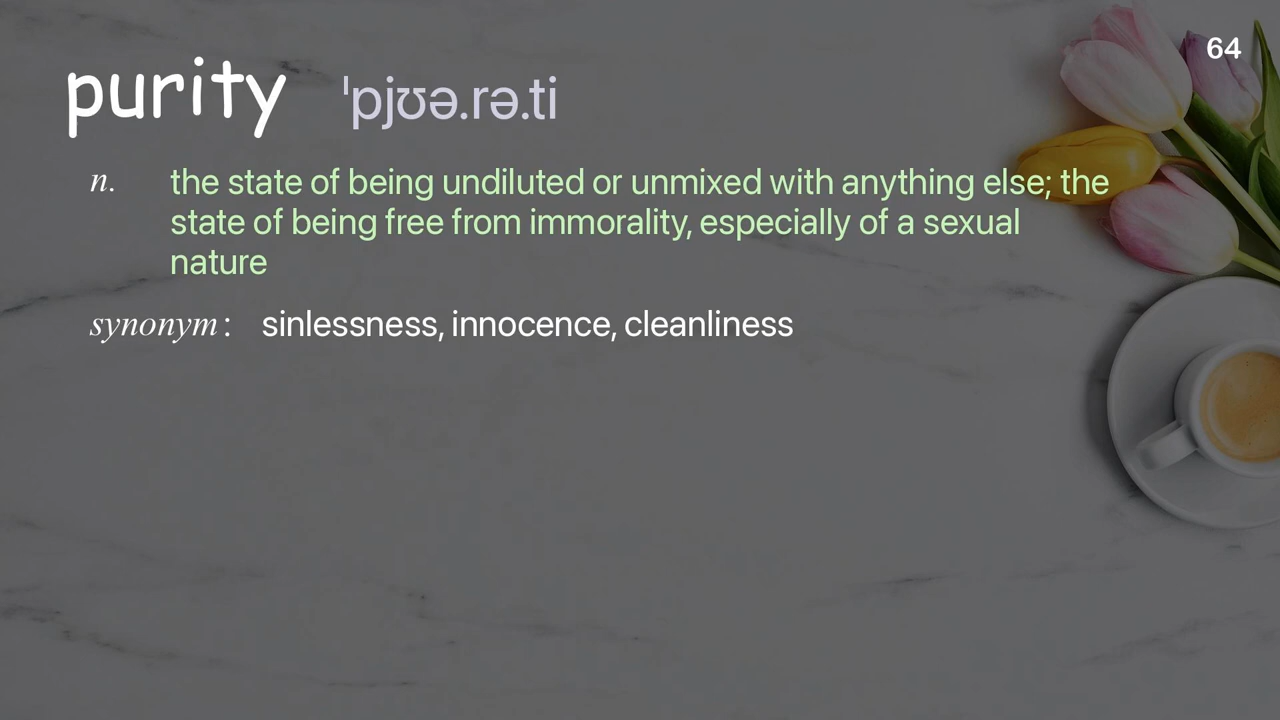 64
purity ˈpjʊə.rə.ti
n. the state of being undiluted or unmixed with anything else; the
state of being free from immorality, especially of a sexual
nature
synonym: sinlessness, innocence, cleanliness